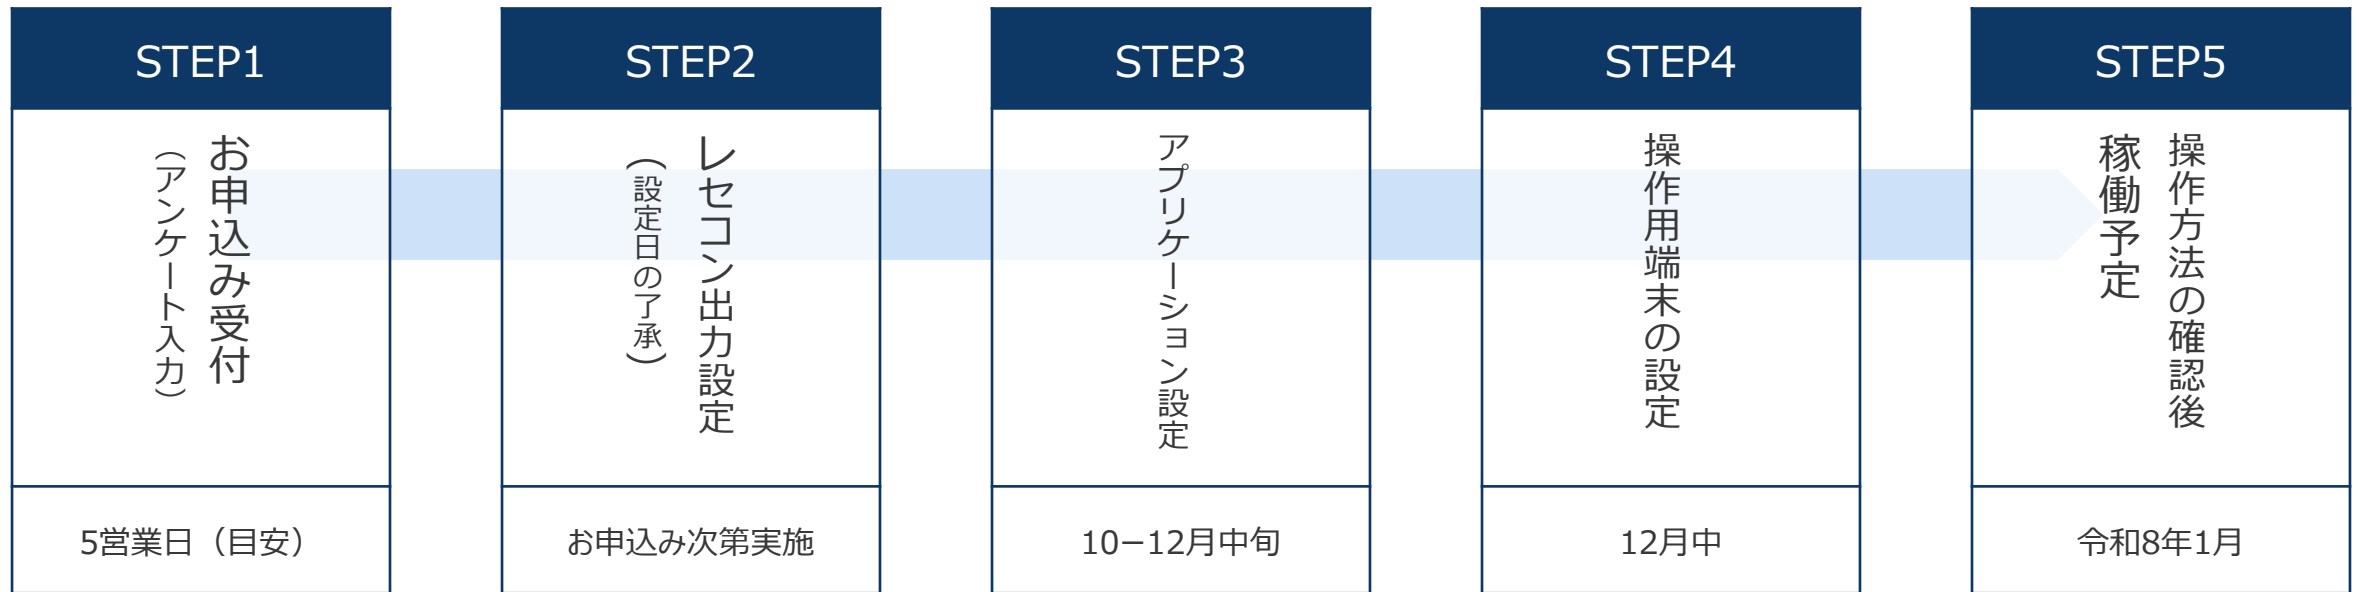 STEP1
お申込み受付
（アンケート入力）
5営業日（目安）
STEP2
レセコン出力設定
（設定日の了承）
お申込み次第実施
STEP3
アプリケーション設定
10−12月中旬
STEP4
操作用端末の設定
12月中
STEP5
操作方法の確認後
稼働予定
令和8年1月